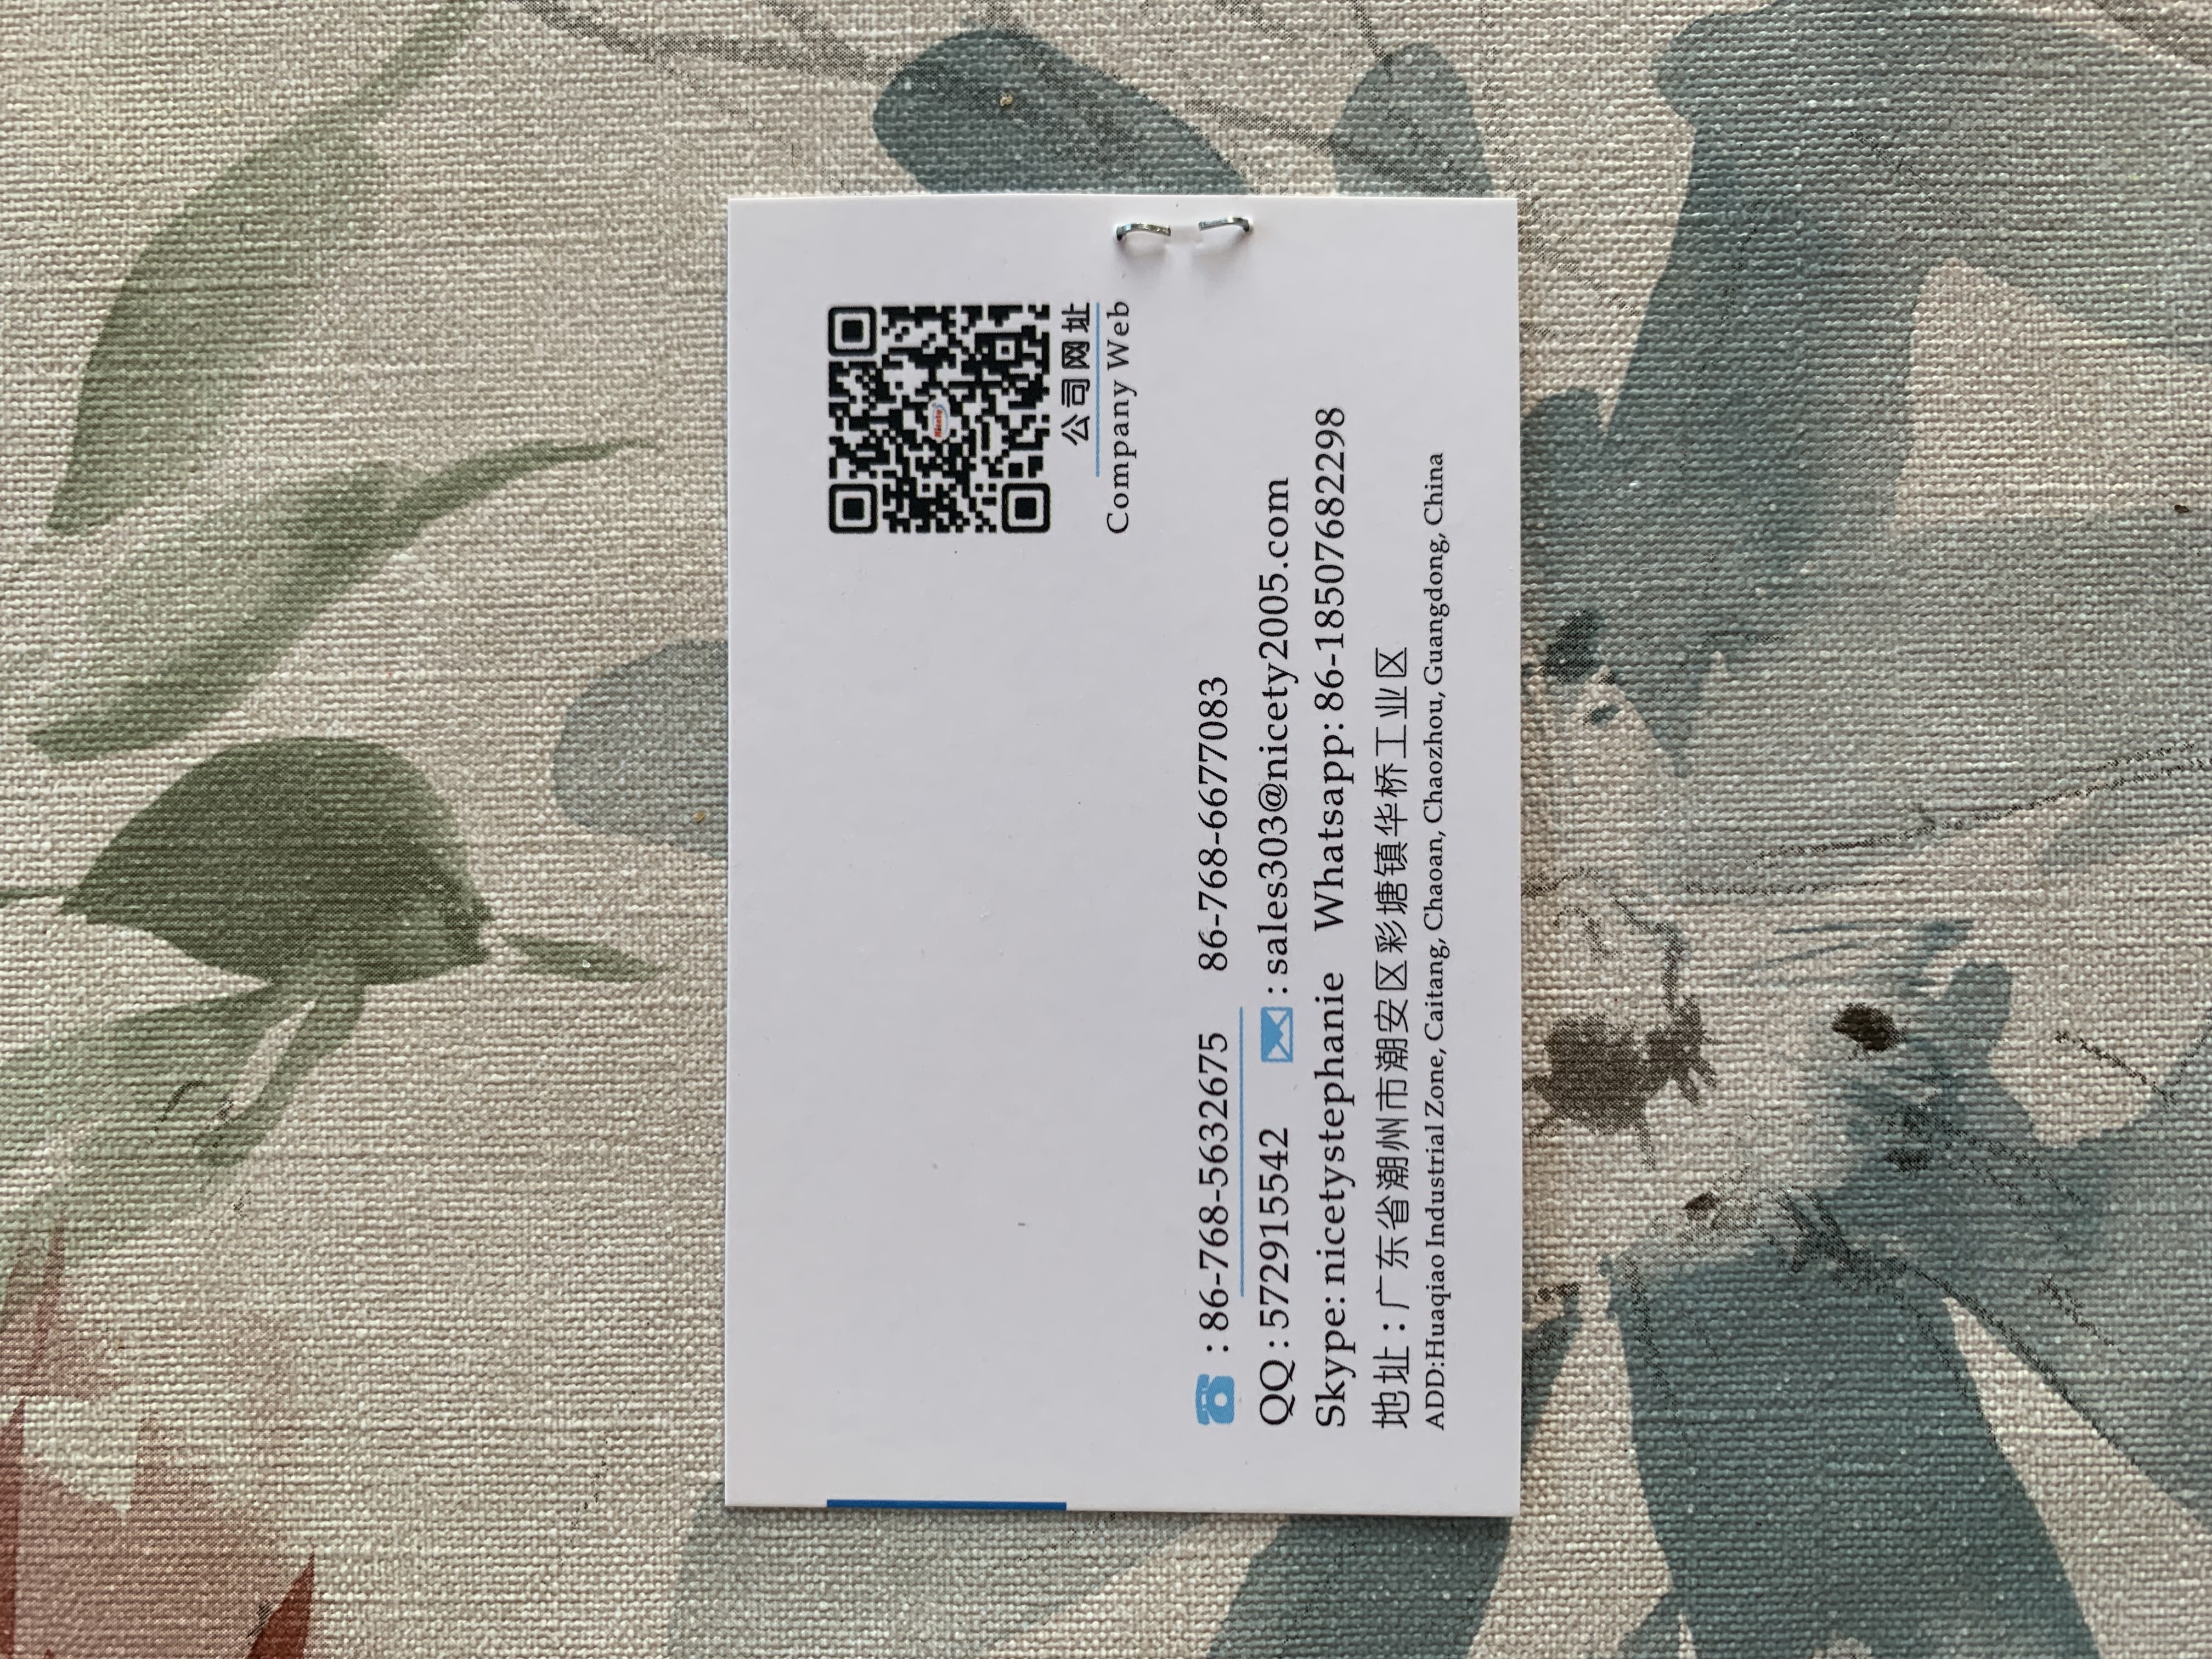 Nicety
公司网址
Company Web
: 86-768-5632675 86-768-6677083
QQ : 572915542 : sales303@nicety2005.com
Skype: nicetystephanie Whatsapp: 86-18507682298
地址 : 广东省潮州市潮安区彩塘镇华桥工业区
ADD:Huaqiao Industrial Zone, Caitang, Chaoan, Chaozhou, Guangdong, China